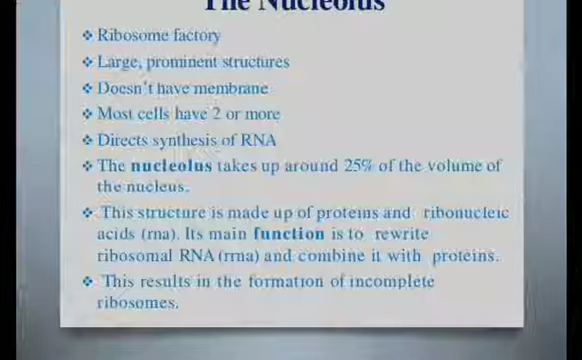 The Nucleolus
Ribosome factory
Large, prominent structures
Doesn't have membrane
Most cells have 2 or more
Directs synthesis of RNA
The nucleolus takes up around 25% of the volume of
the nucleus.
This structure is made up of proteins and ribonucleic
acids (rna). Its main function is to rewrite
ribosomal RNA (rrna) and combine it with proteins.
This results in the formation of incomplete
ribosomes.